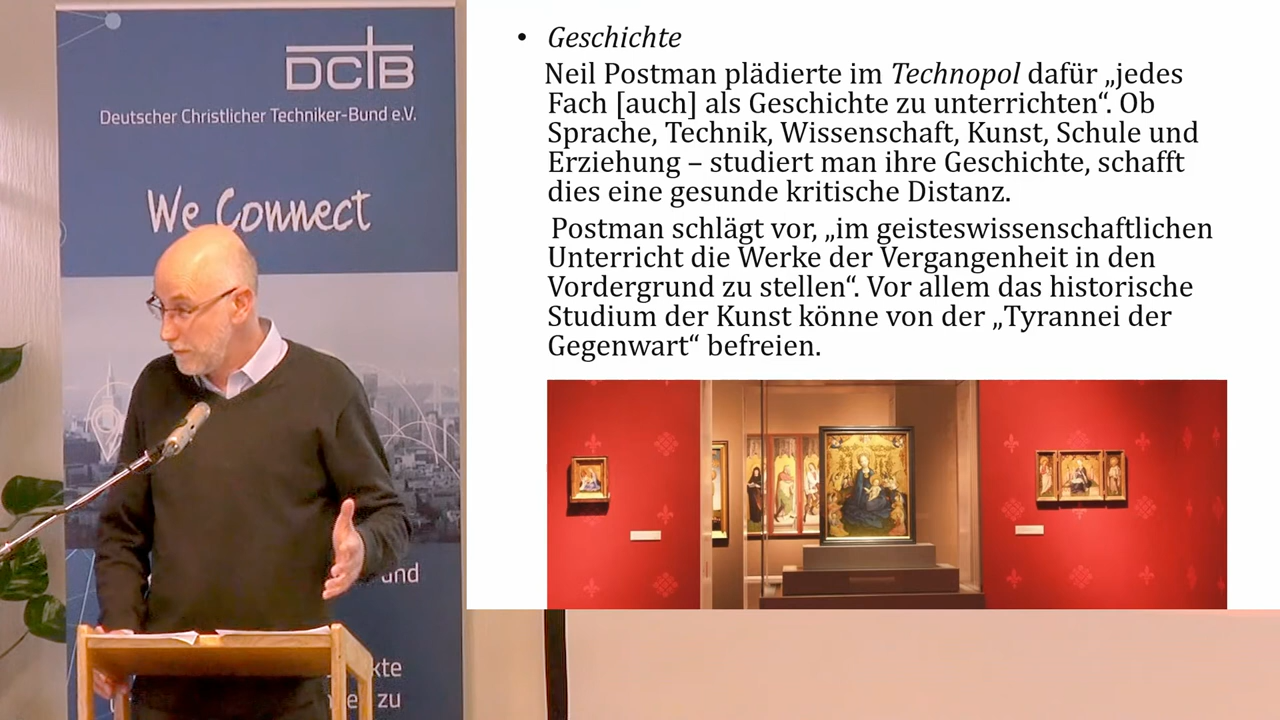 DCTB
Deutscher Christlicher Techniker-Bund e.V.
We Connect
und
kte
zu
• Geschichte
Neil Postman plädierte im Technopol dafür „jedes
Fach [auch] als Geschichte zu unterrichten“. Ob
Sprache, Technik, Wissenschaft, Kunst, Schule und
Erziehung – studiert man ihre Geschichte, schafft
dies eine gesunde kritische Distanz.
Postman schlägt vor, „im geisteswissenschaftlichen
Unterricht die Werke der Vergangenheit in den
Vordergrund zu stellen“. Vor allem das historische
Studium der Kunst könne von der „Tyrannei der
Gegenwart“ befreien.